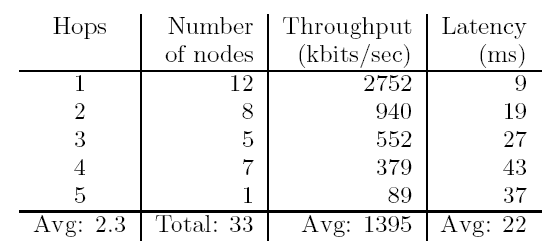 Hops Number Throughput Latency
of nodes (kbits/sec) (ms)
1 12 2752 9
2 8 940 19
3 5 552 27
4 7 379 43
5 1 89 37
Avg: 2.3 Total: 33 Avg: 1395 Avg: 22